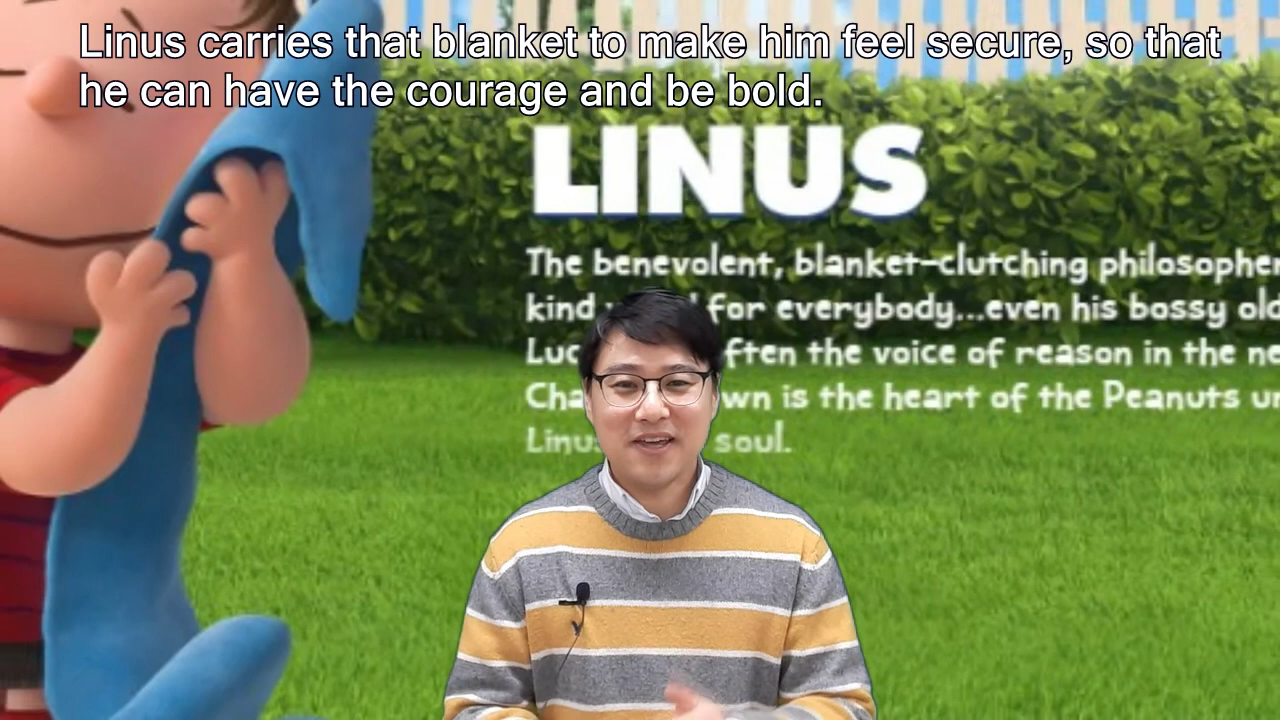 Linus carries that blanket to make him feel secure, so that
he can have the courage and be bold.
LINUS
The benevolent, blanket-clutching philosopher
kind for everybody...even his bossy old
the voice of reason in the
is the heart of the Peanuts
soul.